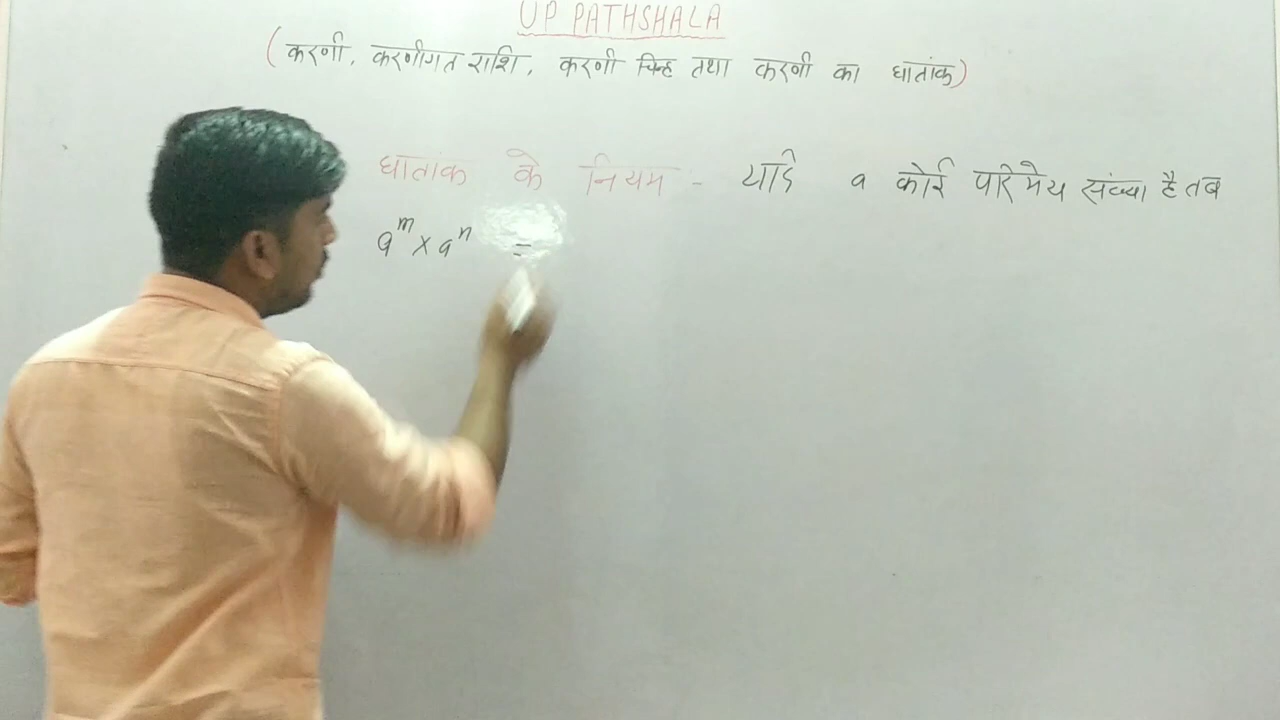 UP PATHSHALA
(करणी, करणीगत राशि, करणी चिन्ह तथा करणी का घातांक)
घातांक के नियम :- यदि a कोई परिमेय संख्या है तब
a^m × a^n =